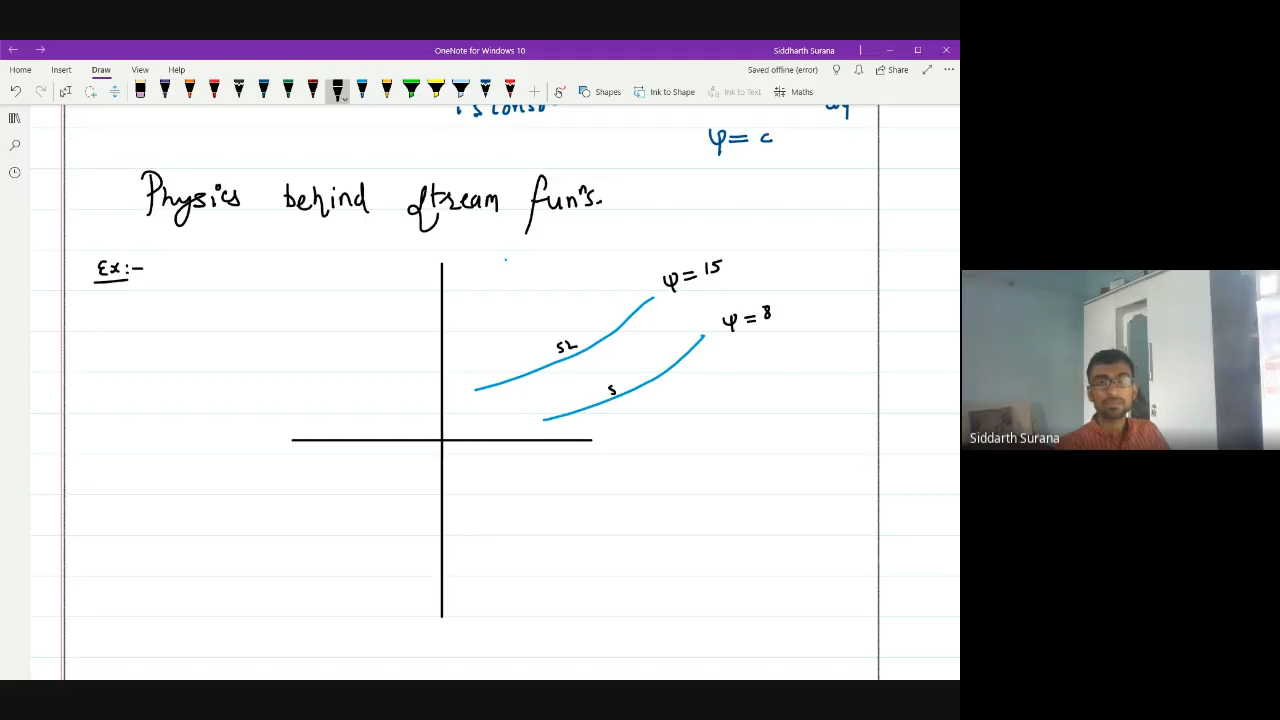 OneNote for Windows 10
Siddharth Surana
Home Insert Draw View Help
Saved offline (error)
Share
Shapes
Ink to Shape
Ink to Text
Maths
φ= c
Physics behind stream fun^n s.
Ex:-
φ= 15
φ= 8
S2
S
Siddarth Surana